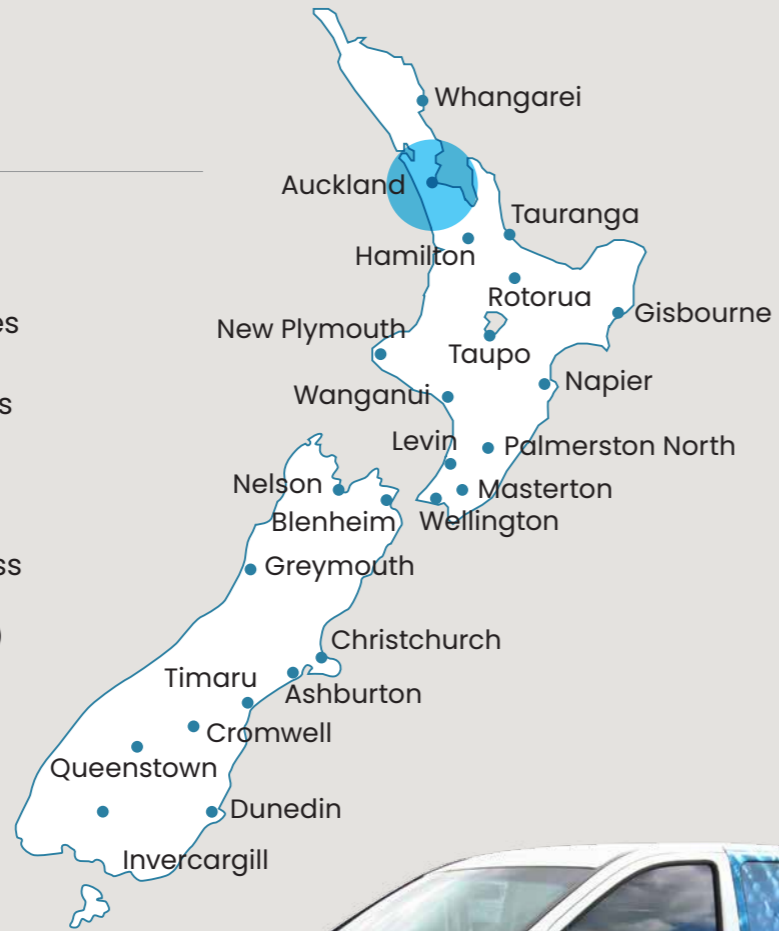 Whangarei
Auckland
Tauranga
Hamilton
Rotorua
Gisbourne
New Plymouth
Taupo
Napier
Wanganui
Levin
Palmerston North
Nelson
Masterton
Blenheim
Wellington
Greymouth
Christchurch
Timaru
Ashburton
Cromwell
Queenstown
Dunedin
Invercargill